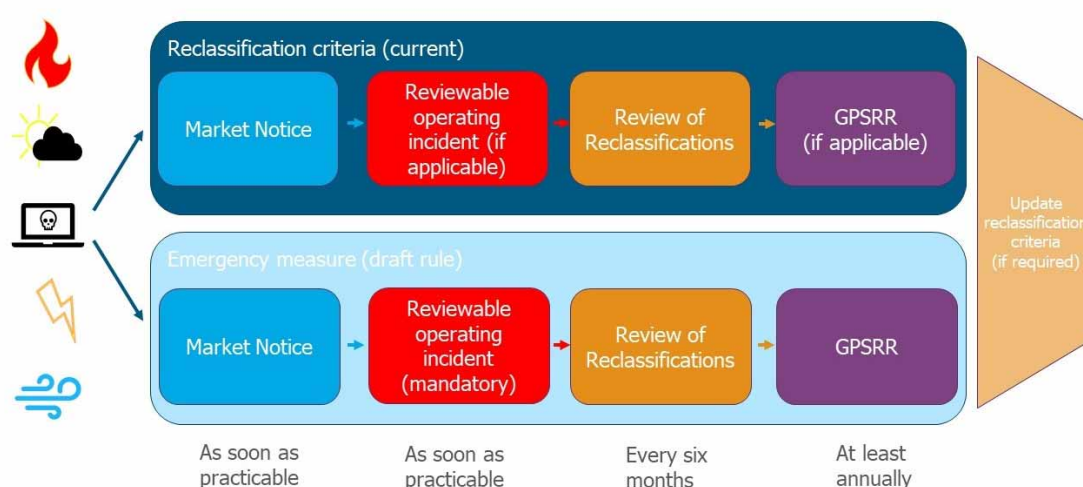 Reclassification criteria (current)
Market Notice
Reviewable
operating
incident (if
applicable)
Review of
Reclassifications
GPSRR
(if applicable)
Update
reclassification
criteria
(if required)
Emergency measure (draft rule)
Market Notice
Reviewable
operating
incident
(mandatory)
Review of
Reclassifications
GPSRR
As soon as
practicable
As soon as
practicable
Every six
months
At least
annually